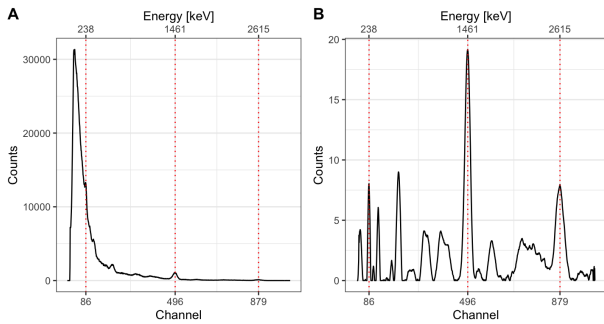 A
Energy [keV]
238 1461 2615
30000
20000
10000
0
Counts
86 496 879
Channel
B
Energy [keV]
238 1461 2615
20
15
10
5
0
Counts
86 496 879
Channel